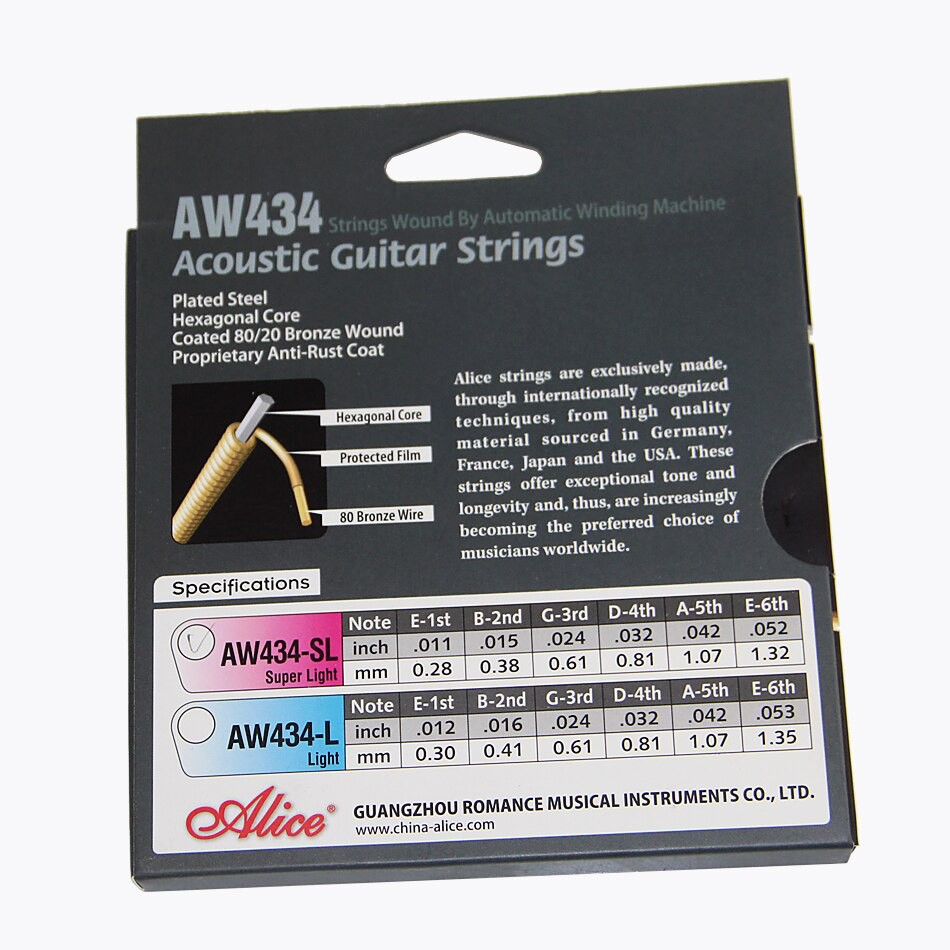 AW434 Strings Wound By Automatic Winding Machine
Acoustic Guitar Strings
Plated Steel
Hexagonal Core
Coated 80/20 Bronze Wound
Proprietary Anti-Rust Coat
Hexagonal Core
Protected Film
80 Bronze Wire
Alice strings are exclusively made,
through internationally recognized
techniques, from high quality
material sourced in Germany,
France, Japan and the USA. These
strings offer exceptional tone and
longevity and, thus, are increasingly
becoming the preferred choice of
musicians worldwide.
Specifications
AW434-SL
Super Light
Note E-1st B-2nd G-3rd D-4th A-5th E-6th
inch .011 .015 .024 .032 .042 .052
mm 0.28 0.38 0.61 0.81 1.07 1.32
AW434-L
Light
Note E-1st B-2nd G-3rd D-4th A-5th E-6th
inch .012 .016 .024 .032 .042 .053
mm 0.30 0.41 0.61 0.81 1.07 1.35
Alice®
GUANGZHOU ROMANCE MUSICAL INSTRUMENTS CO., LTD.
www.china-alice.com